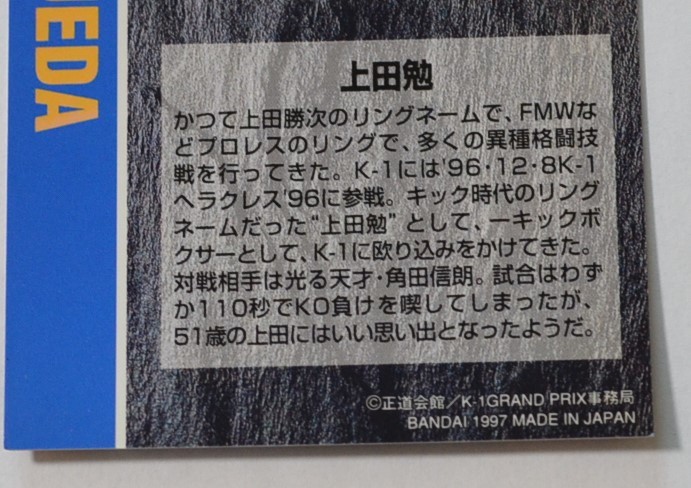 UEDA
上田勉
かつて上田勝次のリングネームで、FMWな
どプロレスのリングで、多くの異種格闘技
戦を行ってきた。K-1には'96・12・8K-1
ヘラクレス'96に参戦。キック時代のリング
ネームだった“上田勉”として、一キックボ
クサーとして、K-1に殴り込みをかけてきた。
対戦相手は光る天才・角田信朗。試合はわず
か110秒でKO負けを喫してしまったが、
51歳の上田にはいい思い出となったようだ。
©正道会館／K-1GRAND PRIX事務局
BANDAI 1997 MADE IN JAPAN